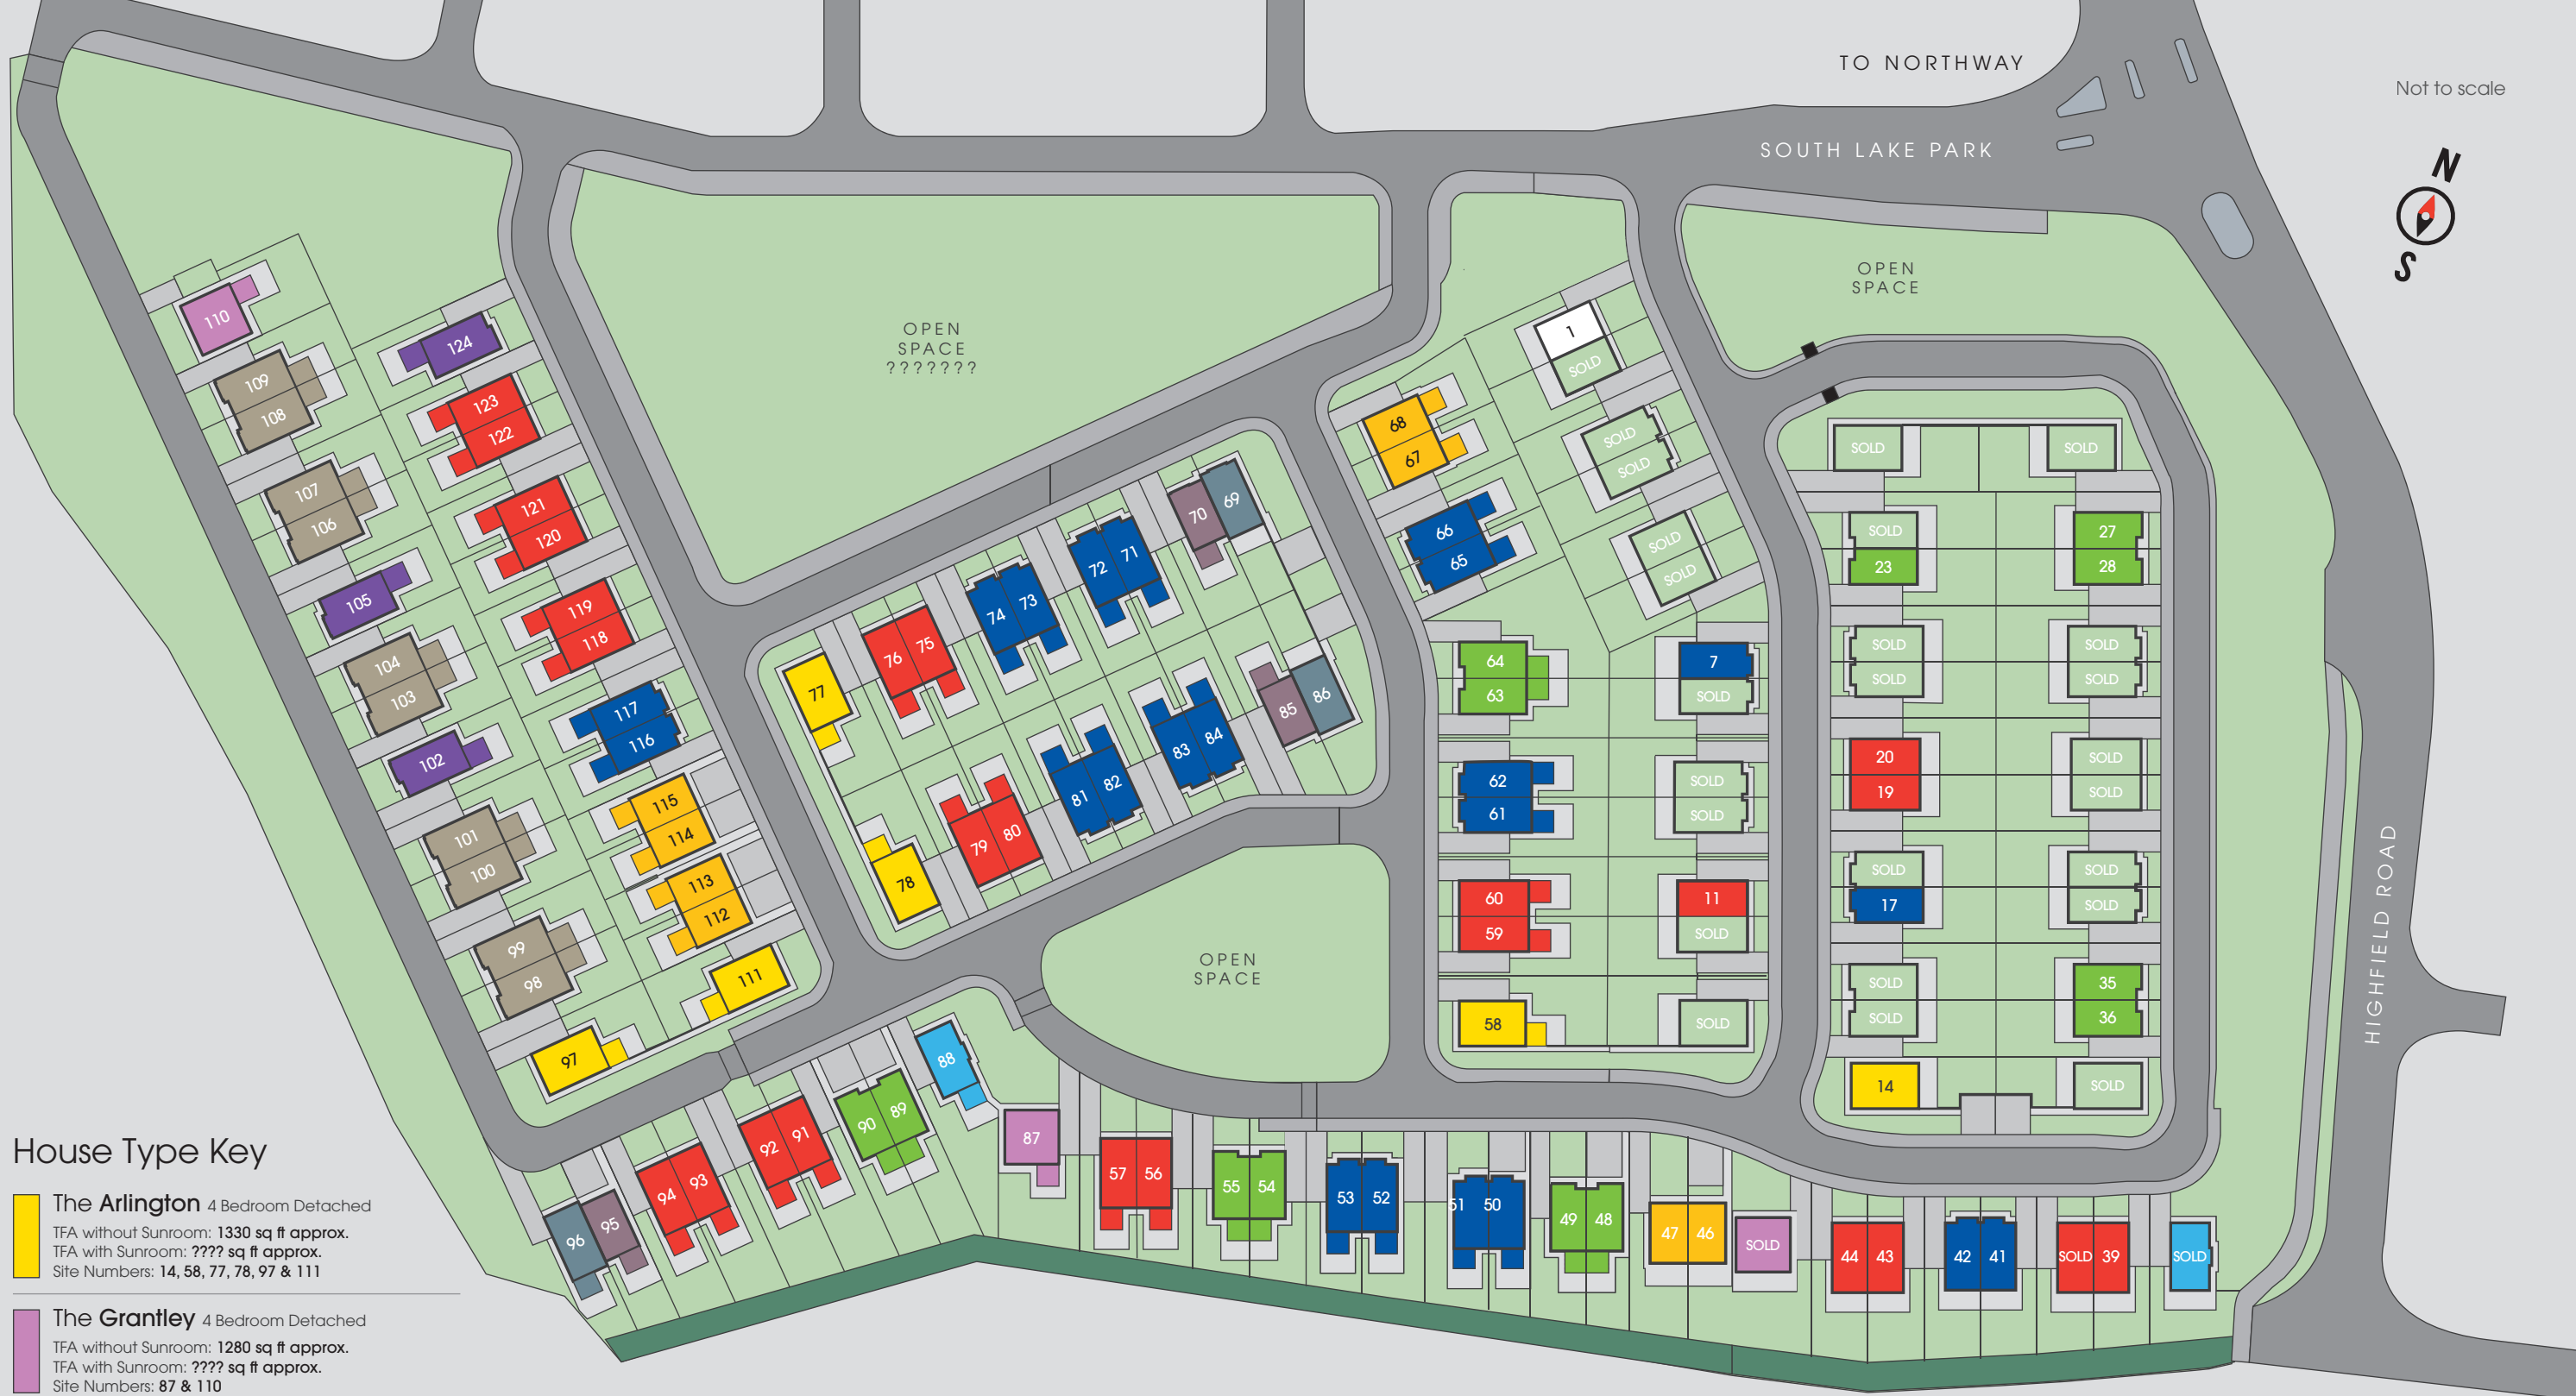 TO NORTHWAY
Not to scale
SOUTH LAKE PARK
N
S
OPEN
SPACE
OPEN
SPACE
???????
110
109
108
107
106
105
104
103
102
101
100
99
98
97
124
123
122
121
120
119
118
117
116
115
114
113
112
111
77
76
75
74
73
72
71
70
69
78
79
80
81
82
83
84
85
86
OPEN
SPACE
1
SOLD
68
67
SOLD
SOLD
66
65
SOLD
SOLD
64
63
7
SOLD
62
61
SOLD
SOLD
60
59
11
SOLD
58
SOLD
SOLD
SOLD
SOLD
23
27
28
SOLD
SOLD
SOLD
SOLD
20
19
SOLD
SOLD
SOLD
17
SOLD
SOLD
SOLD
SOLD
35
36
14
SOLD
HIGHFIELD ROAD
96
95
94
93
92
91
90
89
88
87
57
56
55
54
53
52
51
50
49
48
47
46
SOLD
44
43
42
41
SOLD
39
SOLD
House Type Key
The Arlington 4 Bedroom Detached
TFA without Sunroom: 1330 sq ft approx.
TFA with Sunroom: ???? sq ft approx.
Site Numbers: 14, 58, 77, 78, 97 & 111
The Grantley 4 Bedroom Detached
TFA without Sunroom: 1280 sq ft approx.
TFA with Sunroom: ???? sq ft approx.
Site Numbers: 87 & 110